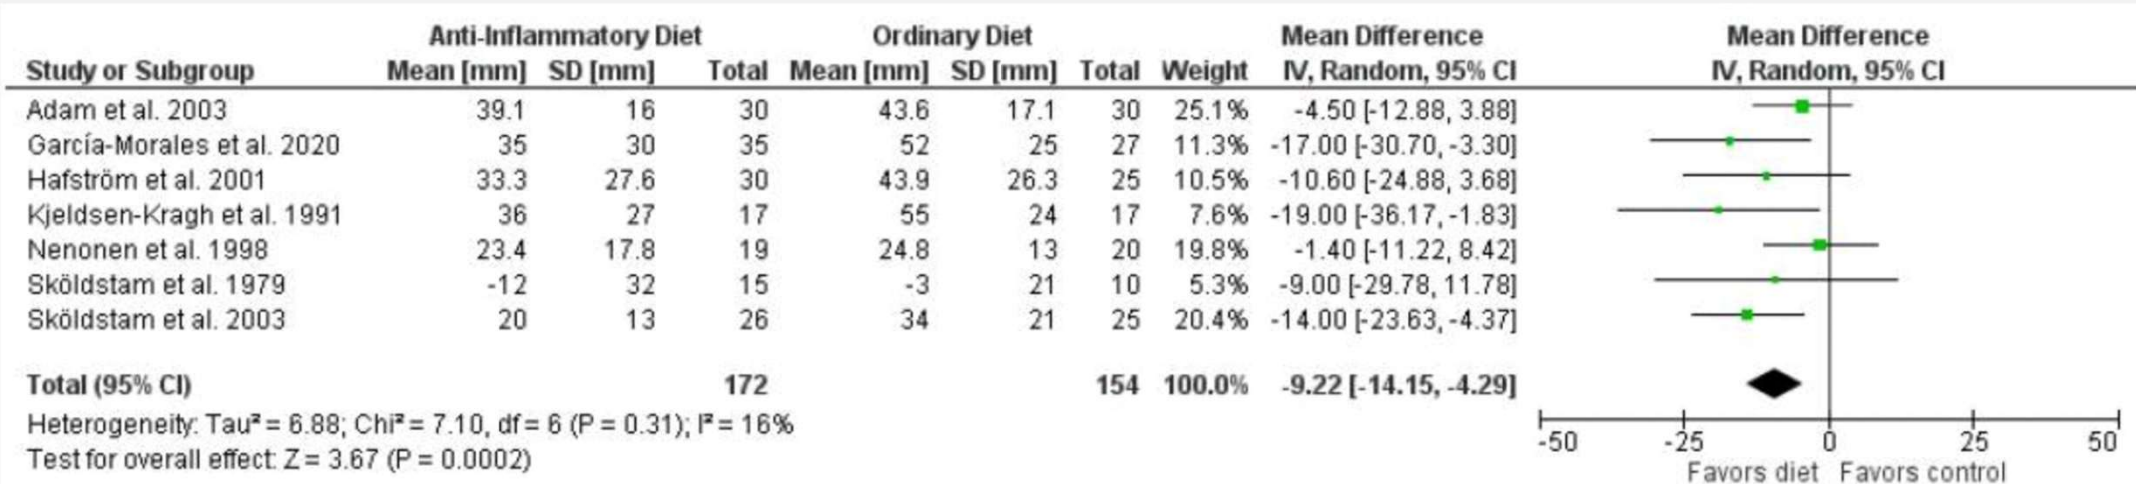 Anti-Inflammatory Diet Ordinary Diet Mean Difference Mean Difference
Study or Subgroup Mean [mm] SD [mm] Total Mean [mm] SD [mm] Total Weight IV, Random, 95% CI IV, Random, 95% CI
Adam et al. 2003 39.1 16 30 43.6 17.1 30 25.1% -4.50 [-12.88, 3.88]
García-Morales et al. 2020 35 30 35 52 25 27 11.3% -17.00 [-30.70, -3.30]
Hafström et al. 2001 33.3 27.6 30 43.9 26.3 25 10.5% -10.60 [-24.88, 3.68]
Kjeldsen-Kragh et al. 1991 36 27 17 55 24 17 7.6% -19.00 [-36.17, -1.83]
Nenonen et al. 1998 23.4 17.8 19 24.8 13 20 19.8% -1.40 [-11.22, 8.42]
Sköldstam et al. 1979 -12 32 15 -3 21 10 5.3% -9.00 [-29.78, 11.78]
Sköldstam et al. 2003 20 13 26 34 21 25 20.4% -14.00 [-23.63, -4.37]
Total (95% CI) 172 154 100.0% -9.22 [-14.15, -4.29]
Heterogeneity: Tau² = 6.88; Chi² = 7.10, df = 6 (P = 0.31); I² = 16%
Test for overall effect: Z = 3.67 (P = 0.0002)
-50 -25 0 25 50
Favors diet Favors control